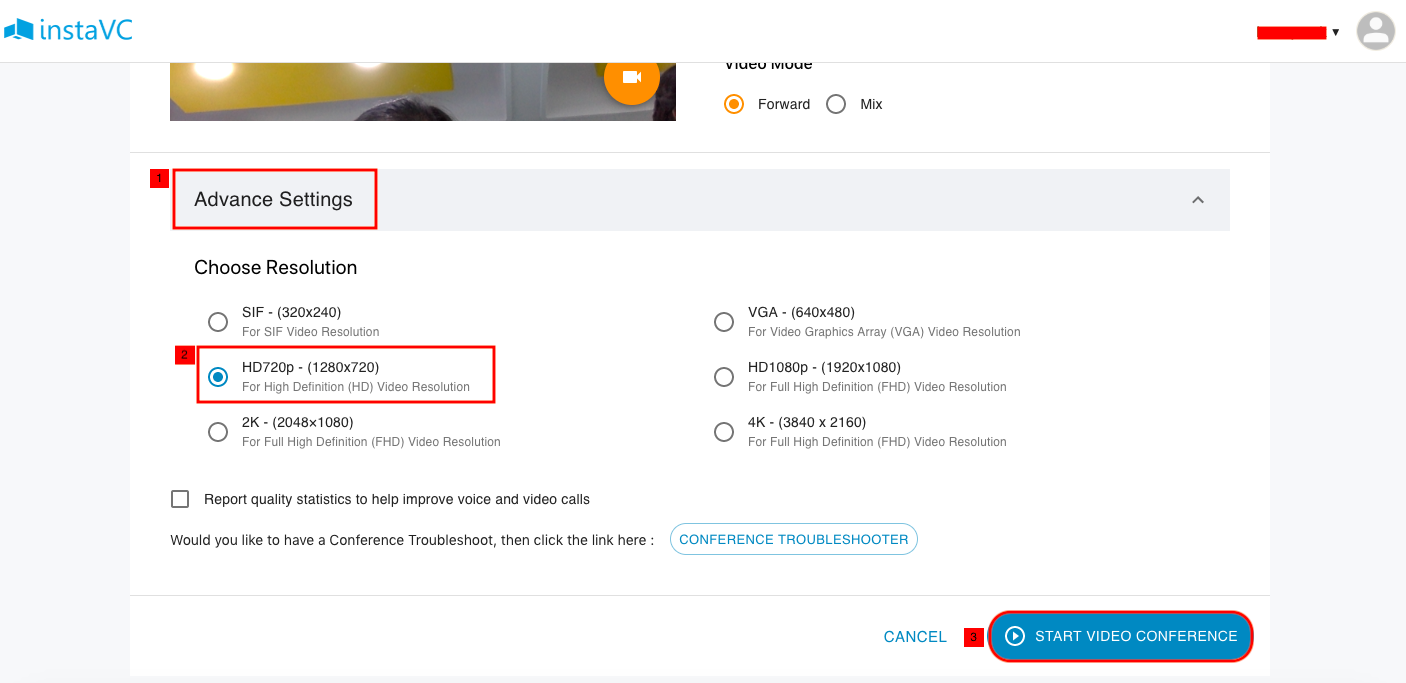 instaVC
▼
Video Mode
Forward
Mix
1
Advance Settings
Choose Resolution
SIF - (320x240)
For SIF Video Resolution
VGA - (640x480)
For Video Graphics Array (VGA) Video Resolution
2
HD720p - (1280x720)
For High Definition (HD) Video Resolution
HD1080p - (1920x1080)
For Full High Definition (FHD) Video Resolution
2K - (2048×1080)
For Full High Definition (FHD) Video Resolution
4K - (3840 x 2160)
For Full High Definition (FHD) Video Resolution
Report quality statistics to help improve voice and video calls
Would you like to have a Conference Troubleshoot, then click the link here :
CONFERENCE TROUBLESHOOTER
CANCEL
3
START VIDEO CONFERENCE